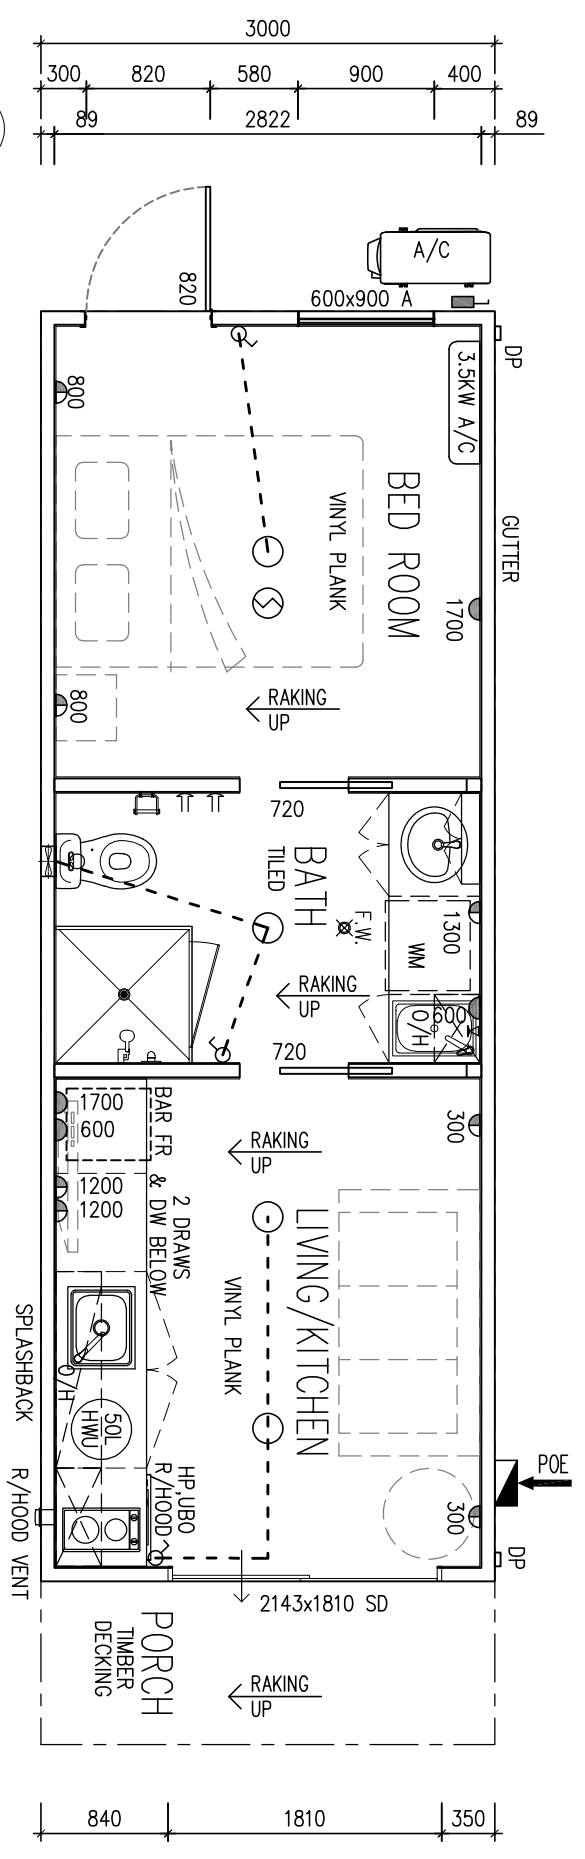 3000
300
820
580
900
400
89
2822
89
A/C
820
600x900 A
DP
3.5KW A/C
800
BED ROOM
VINYL PLANK
GUTTER
1700
800
RAKING
UP
720
BATH
TILED
F.W.
1300
WM
600
O/H
RAKING
UP
720
1700
600
BAR FR
300
RAKING
UP
1200
1200
2 DRAWS
& DW BELOW
LIVING/KITCHEN
VINYL PLANK
SPLASHBACK
O/H
50L
HWU
HP,UBO
R/HOOD
R/HOOD VENT
POE
300
DP
2143x1810 SD
PORCH
TIMBER
DECKING
RAKING
UP
840
1810
350